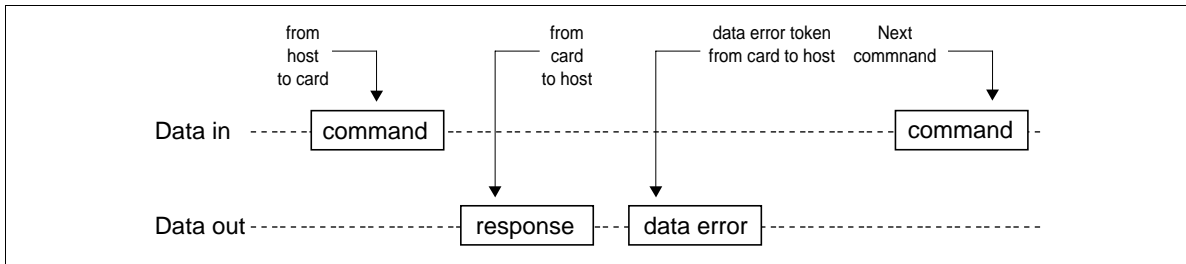 from
host
to card
from
card
to host
data error token
from card to host
Next
commnand
Data in
command
command
Data out
response
data error